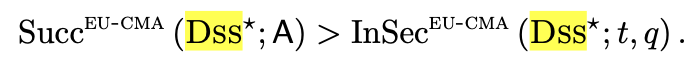 Succ^EU-CMA (Dss⋆; A) > InSec^EU-CMA (Dss⋆; t, q).